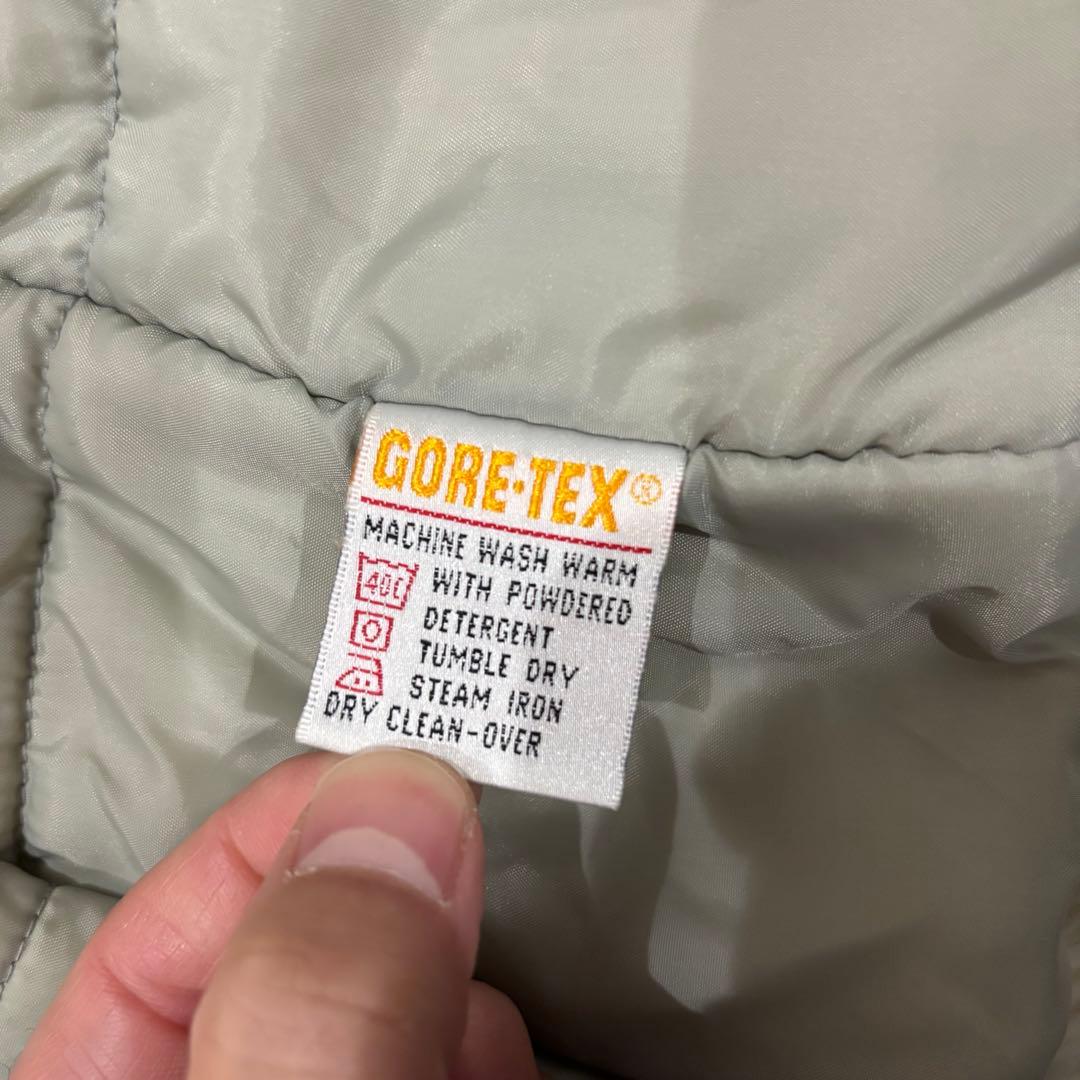 GORE-TEX®
MACHINE WASH WARM
40C WITH POWDERED
DETERGENT
TUMBLE DRY
STEAM IRON
DRY CLEAN-OVER